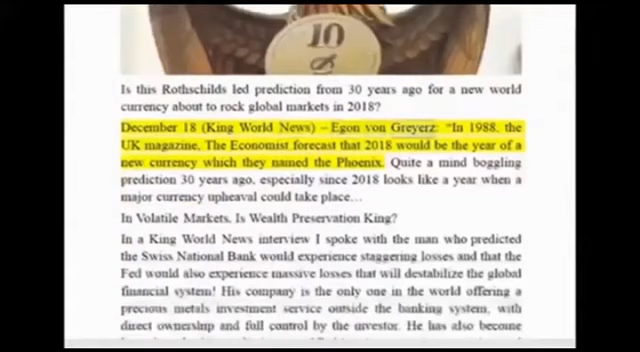 10
Is this Rothschilds led prediction from 30 years ago for a new world
currency about to rock global markets in 2018?
December 18 (King World News) – Egon von Greyerz: "In 1988, the
UK magazine, The Economist forecast that 2018 would be the year of a
new currency which they named the Phoenix. Quite a mind boggling
prediction 30 years ago, especially since 2018 looks like a year when a
major currency upheaval could take place…
In Volatile Markets, Is Wealth Preservation King?
In a King World News interview I spoke with the man who predicted
the Swiss National Bank would experience staggering losses and that the
Fed would also experience massive losses that will destabilize the global
financial system! His company is the only one in the world offering a
precious metals investment service outside the banking system, with
direct ownership and full control by the investor. He has also become